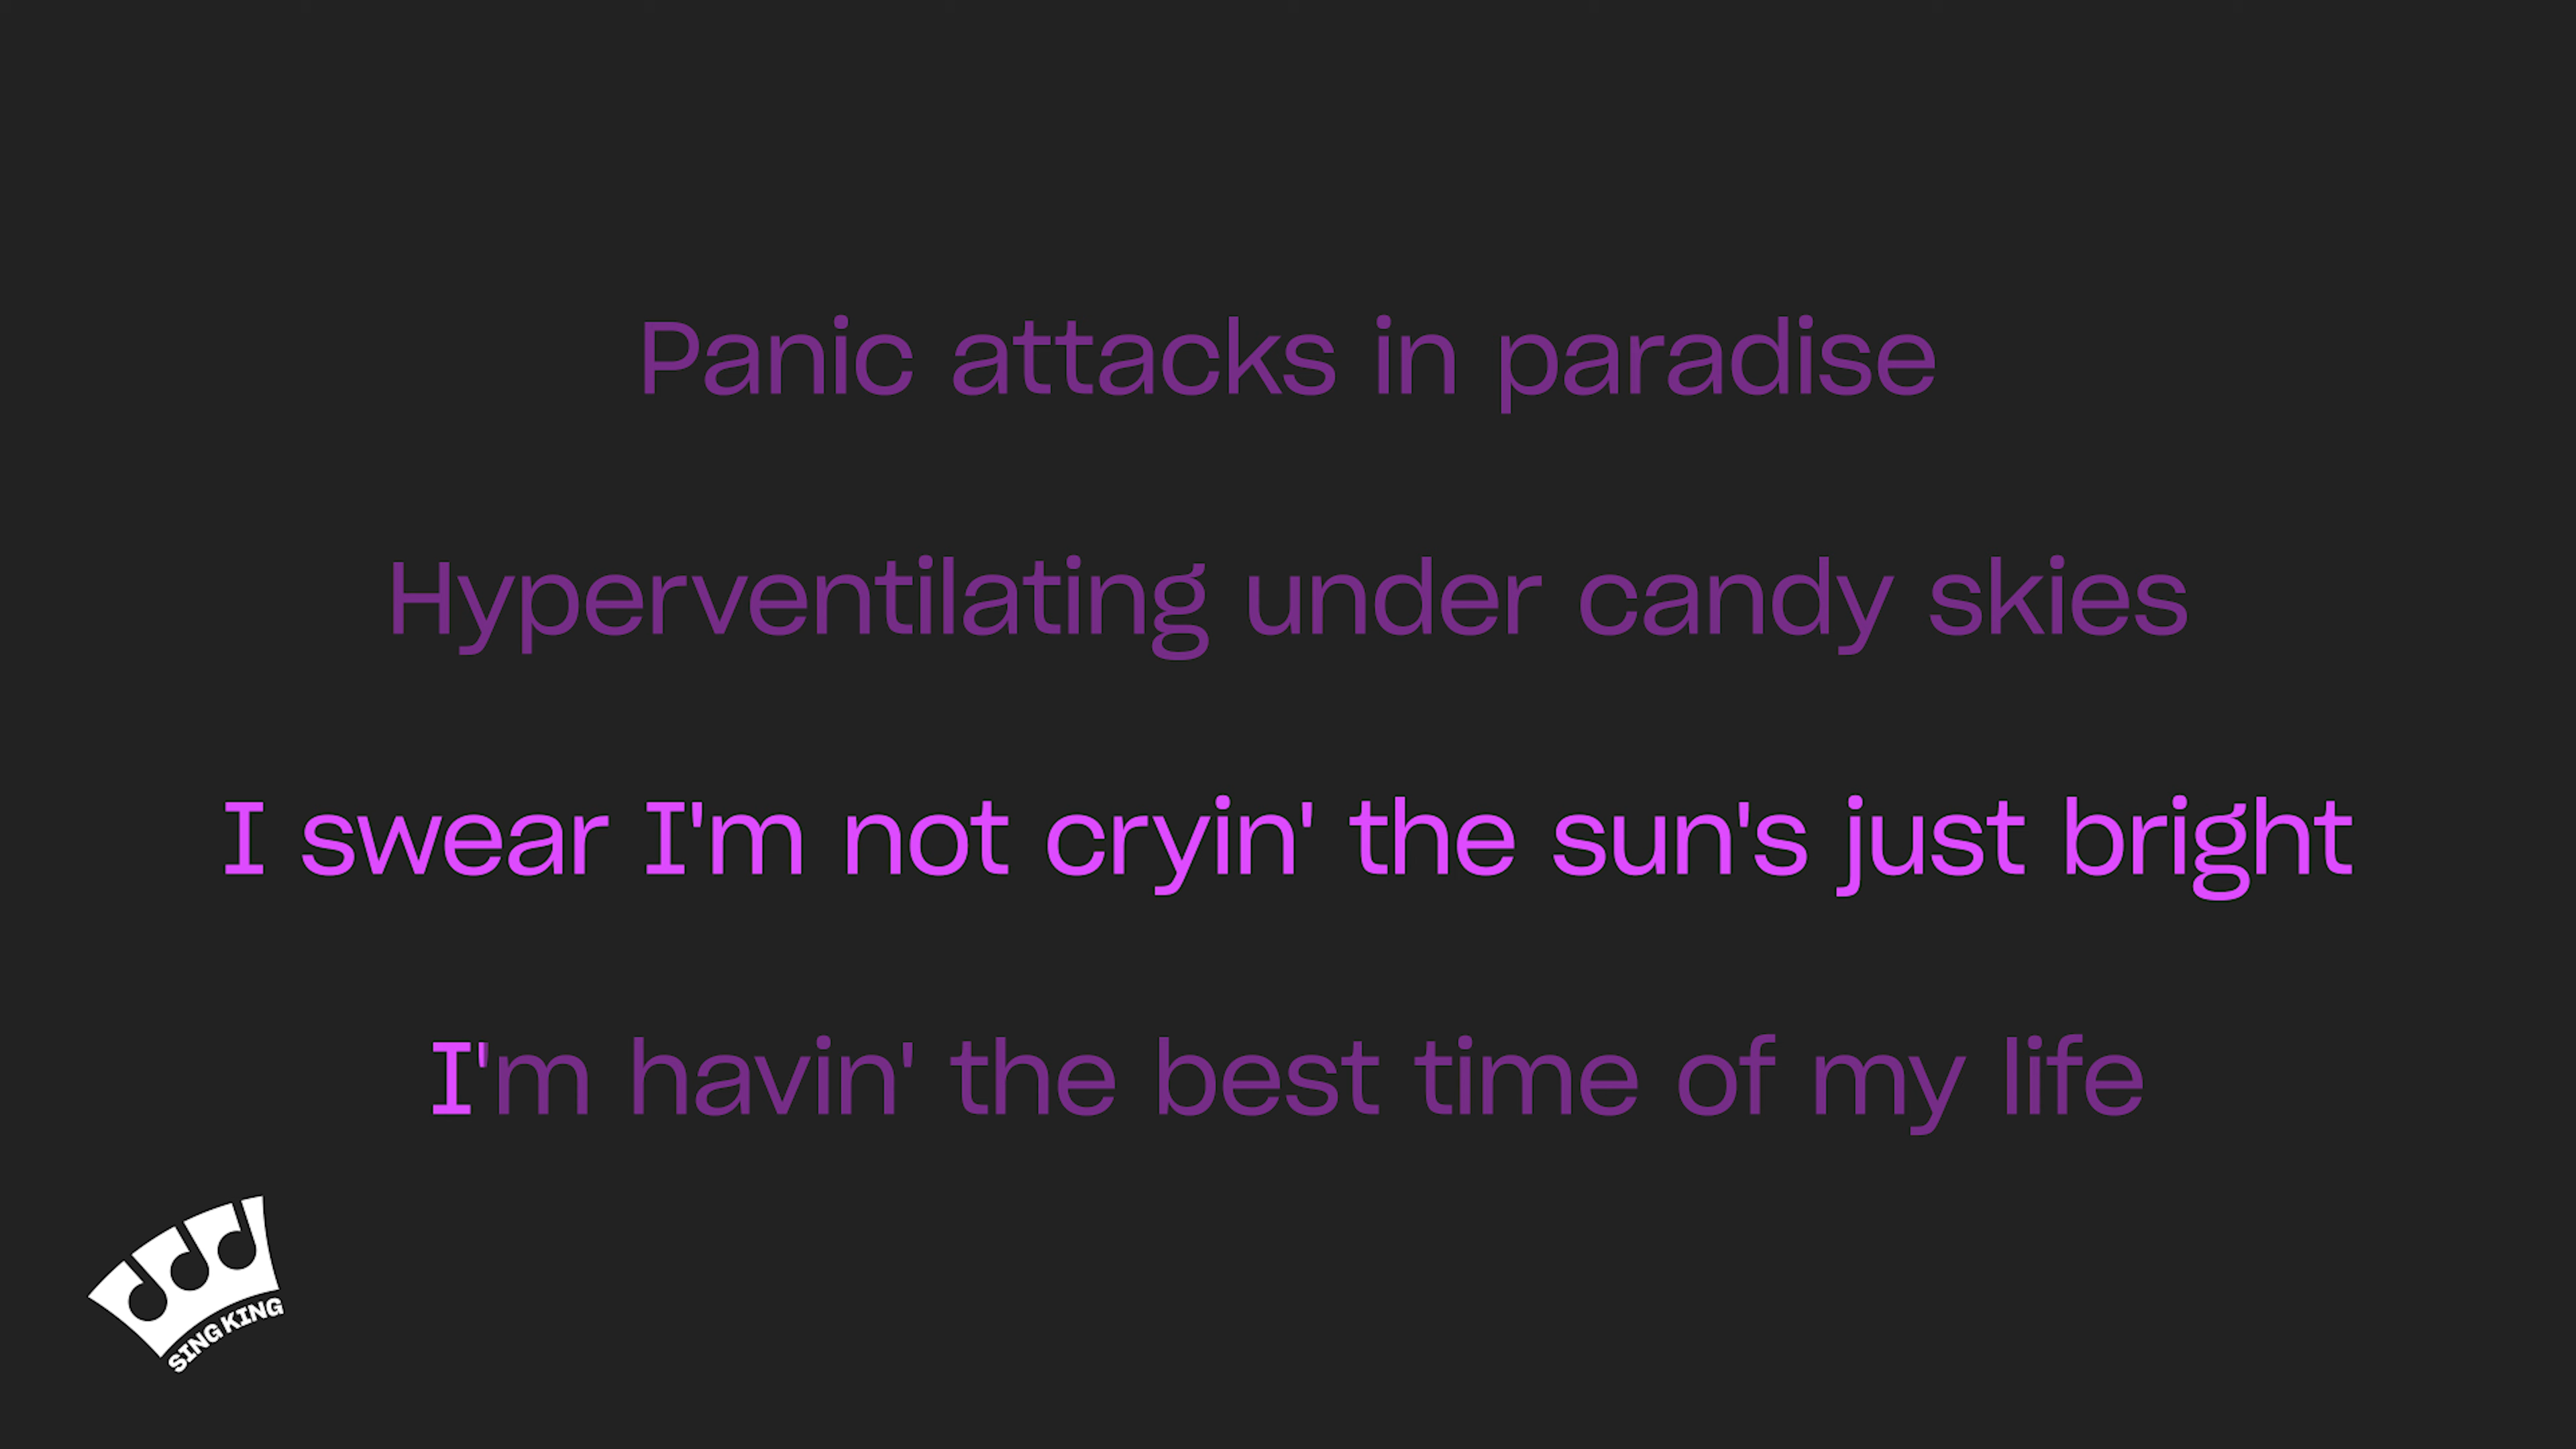 Panic attacks in paradise
Hyperventilating under candy skies
I swear I'm not cryin' the sun's just bright
I'm havin' the best time of my life
SING KING